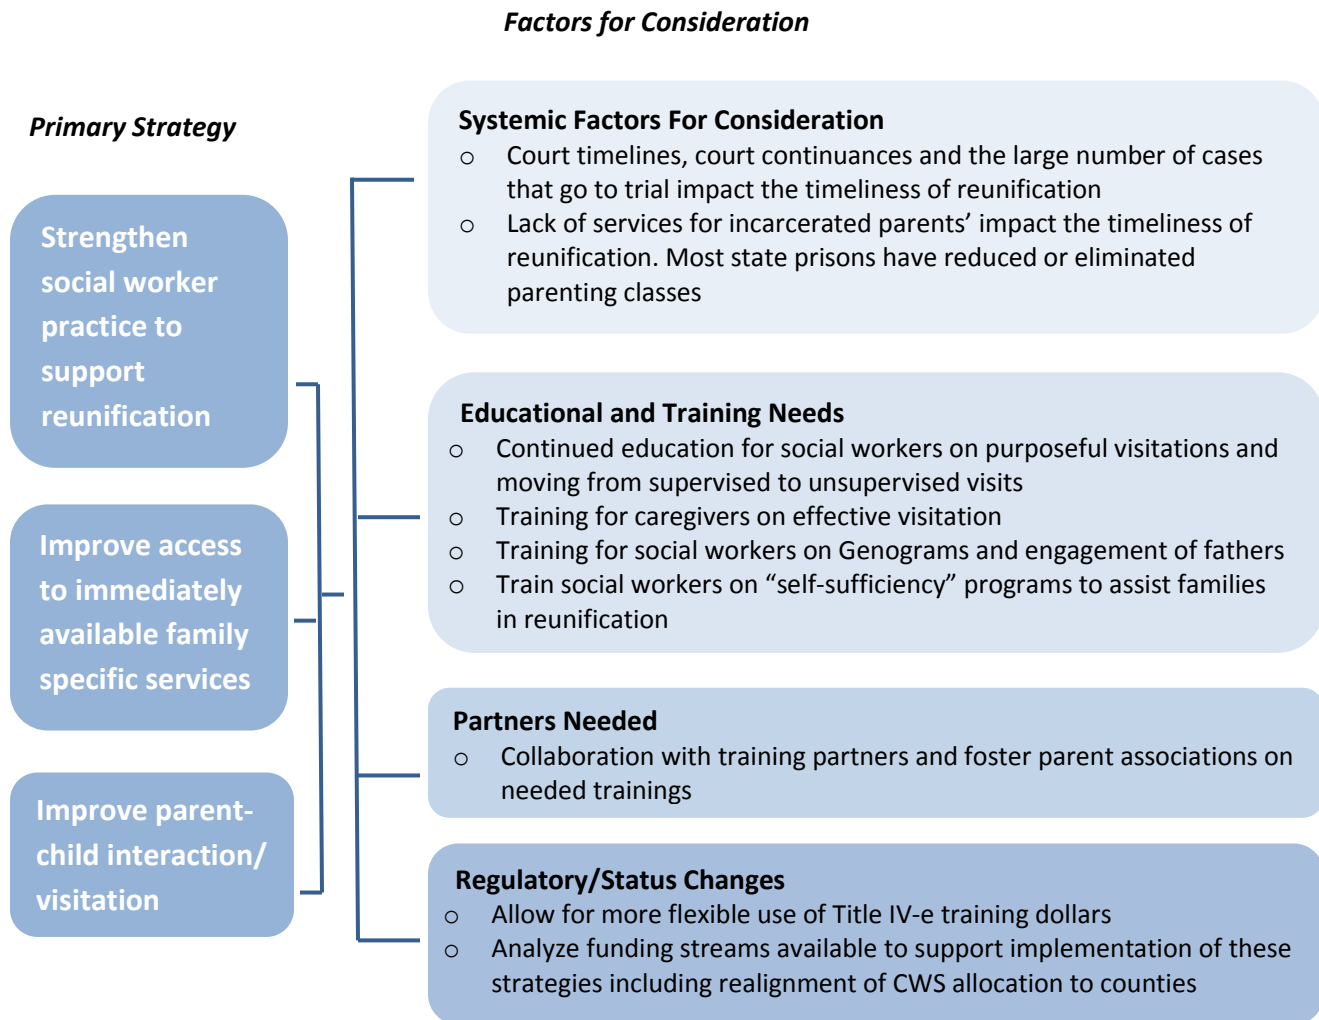 Factors for Consideration
Primary Strategy
Strengthen
social worker
practice to
support
reunification
Improve access
to immediately
available family
specific services
Improve parent-
child interaction/
visitation
Systemic Factors For Consideration
o Court timelines, court continuances and the large number of cases
that go to trial impact the timeliness of reunification
o Lack of services for incarcerated parents’ impact the timeliness of
reunification. Most state prisons have reduced or eliminated
parenting classes
Educational and Training Needs
o Continued education for social workers on purposeful visitations and
moving from supervised to unsupervised visits
o Training for caregivers on effective visitation
o Training for social workers on Genograms and engagement of fathers
o Train social workers on “self-sufficiency” programs to assist families
in reunification
Partners Needed
o Collaboration with training partners and foster parent associations on
needed trainings
Regulatory/Status Changes
o Allow for more flexible use of Title IV-e training dollars
o Analyze funding streams available to support implementation of these
strategies including realignment of CWS allocation to counties